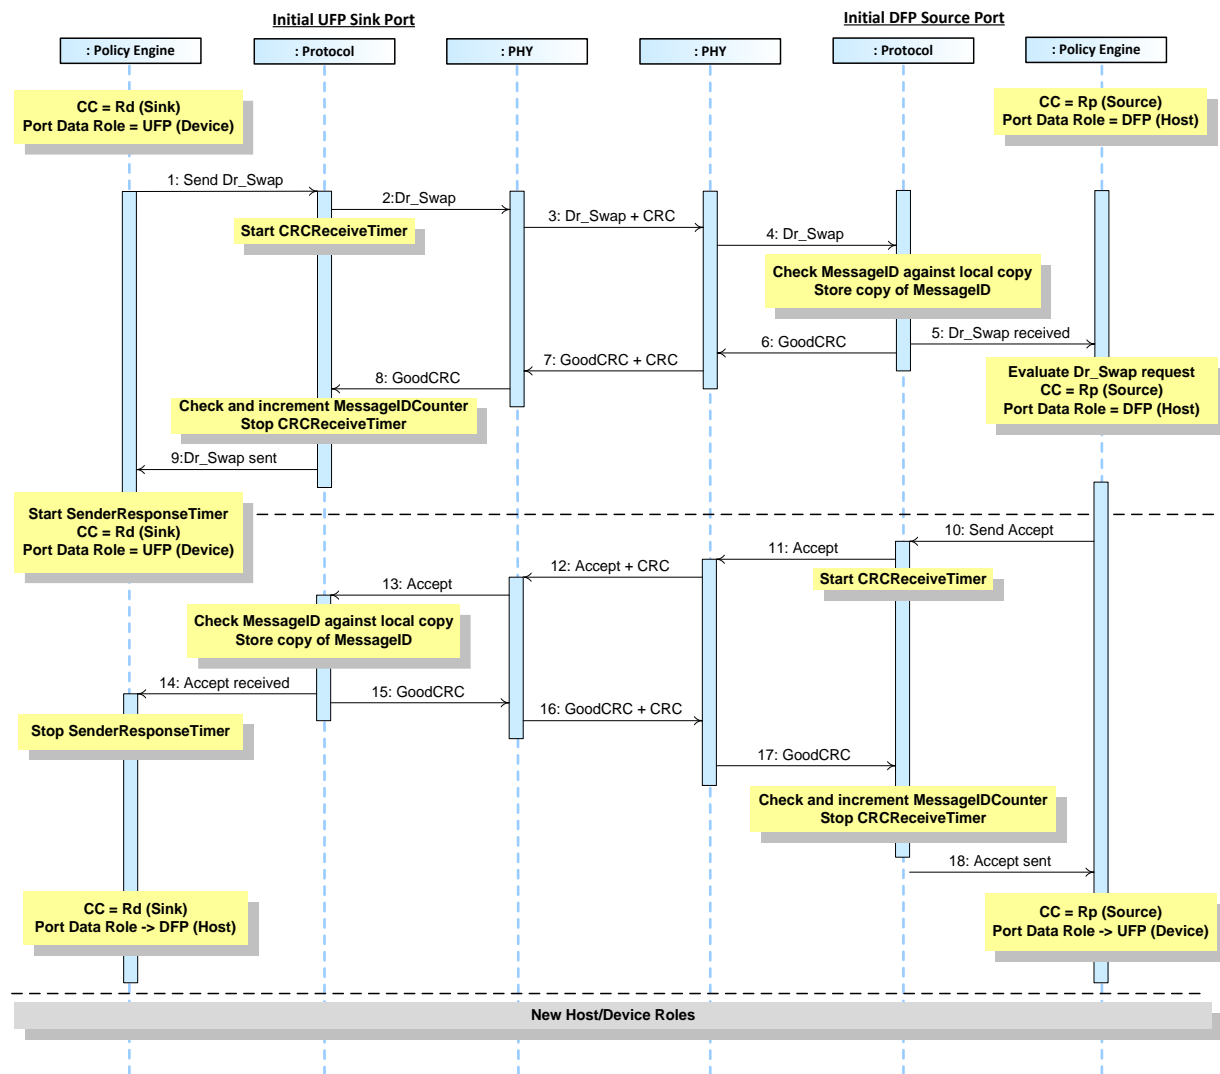 Initial UFP Sink Port
Initial DFP Source Port
: Policy Engine
: Protocol
: PHY
: PHY
: Protocol
: Policy Engine
CC = Rd (Sink)
Port Data Role = UFP (Device)
CC = Rp (Source)
Port Data Role = DFP (Host)
1: Send Dr_Swap
2:Dr_Swap
Start CRCReceiveTimer
3: Dr_Swap + CRC
4: Dr_Swap
Check MessageID against local copy
Store copy of MessageID
5: Dr_Swap received
6: GoodCRC
7: GoodCRC + CRC
8: GoodCRC
Evaluate Dr_Swap request
CC = Rp (Source)
Port Data Role = DFP (Host)
Check and increment MessageIDCounter
Stop CRCReceiveTimer
9:Dr_Swap sent
Start SenderResponseTimer
CC = Rd (Sink)
Port Data Role = UFP (Device)
10: Send Accept
11: Accept
Start CRCReceiveTimer
12: Accept + CRC
13: Accept
Check MessageID against local copy
Store copy of MessageID
14: Accept received
15: GoodCRC
16: GoodCRC + CRC
Stop SenderResponseTimer
17: GoodCRC
Check and increment MessageIDCounter
Stop CRCReceiveTimer
18: Accept sent
CC = Rd (Sink)
Port Data Role -> DFP (Host)
CC = Rp (Source)
Port Data Role -> UFP (Device)
New Host/Device Roles